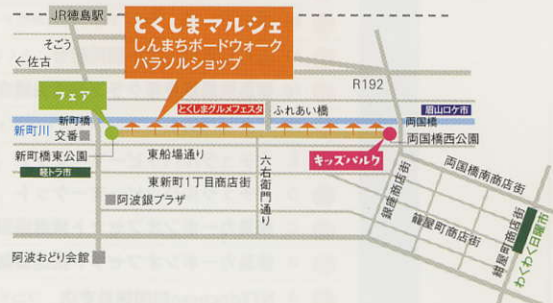 JR徳島駅
そごう
←佐古
とくしまマルシェ
しんまちボードウォーク
パラソルショップ
R192
フェア
とくしまグルメフェスタ
ふれあい橋
眉山ロケ市
新町川
新町橋
交番
両国橋
両国橋西公園
新町橋東公園
軽トラ市
東船場通り
キッズパルク
東新町1丁目商店街
六右衛門通り
阿波銀プラザ
両国橋南商店街
銀座商店街
籠屋町商店街
紺屋町商店街
わくわく日曜市
阿波おどり会館